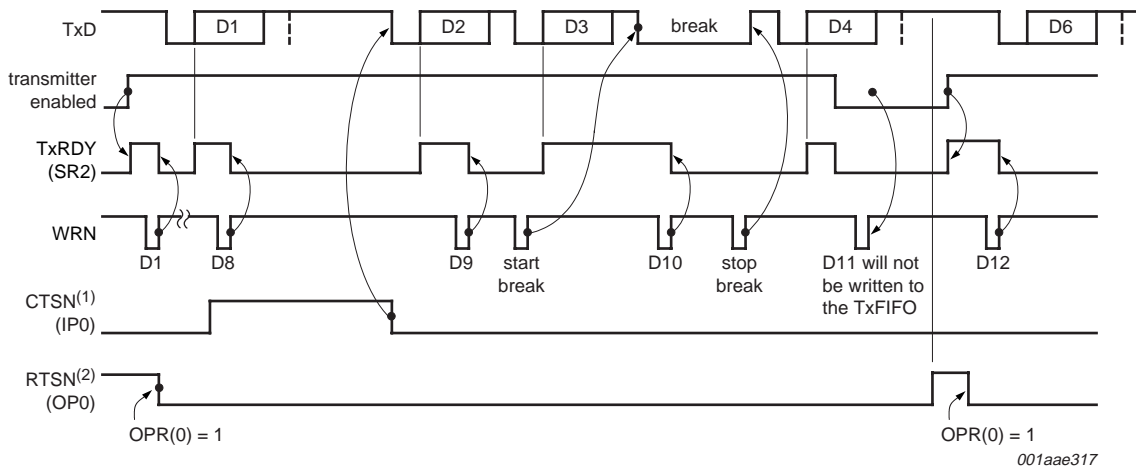 TxD
D1
D2
D3
break
D4
D6
transmitter
enabled
TxRDY
(SR2)
WRN
D1
D8
D9
start
break
D10
stop
break
D11 will not
be written to
the TxFIFO
D12
CTSN(1)
(IP0)
RTSN(2)
(OP0)
OPR(0) = 1
OPR(0) = 1
001aae317